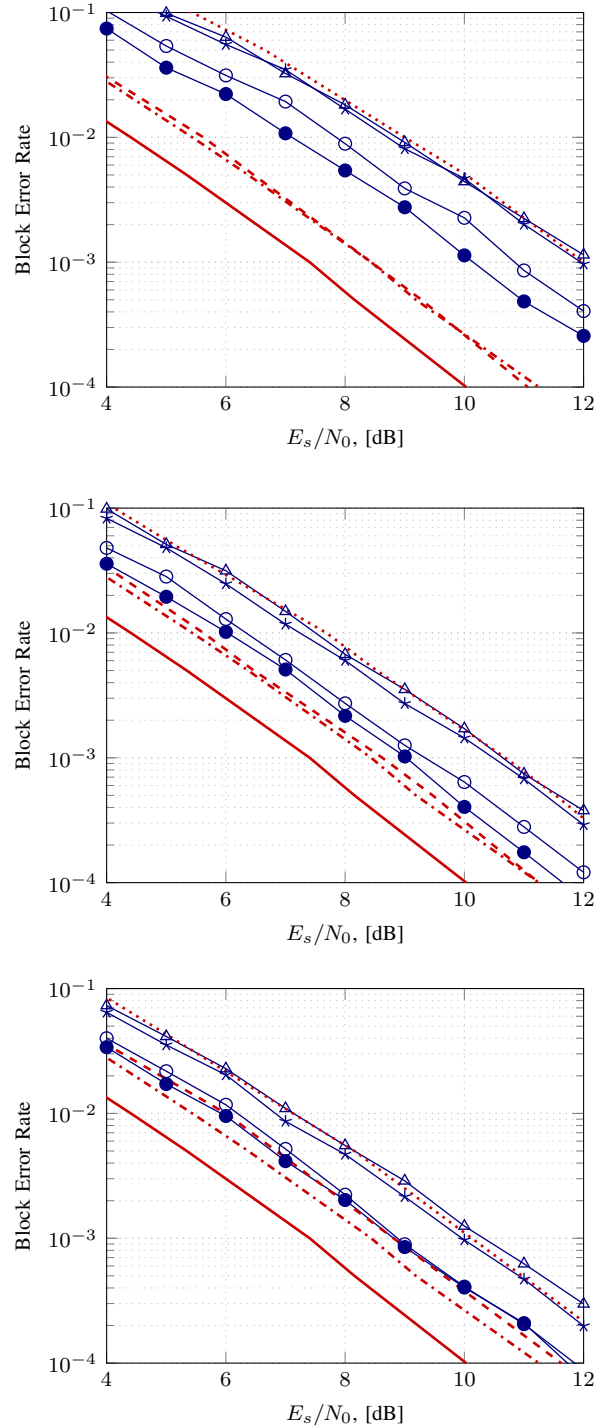 10⁻¹
10⁻²
10⁻³
10⁻⁴
Block Error Rate
4 6 8 10 12
E_s/N_0, [dB]
10⁻¹
10⁻²
10⁻³
10⁻⁴
Block Error Rate
4 6 8 10 12
E_s/N_0, [dB]
10⁻¹
10⁻²
10⁻³
10⁻⁴
Block Error Rate
4 6 8 10 12
E_s/N_0, [dB]